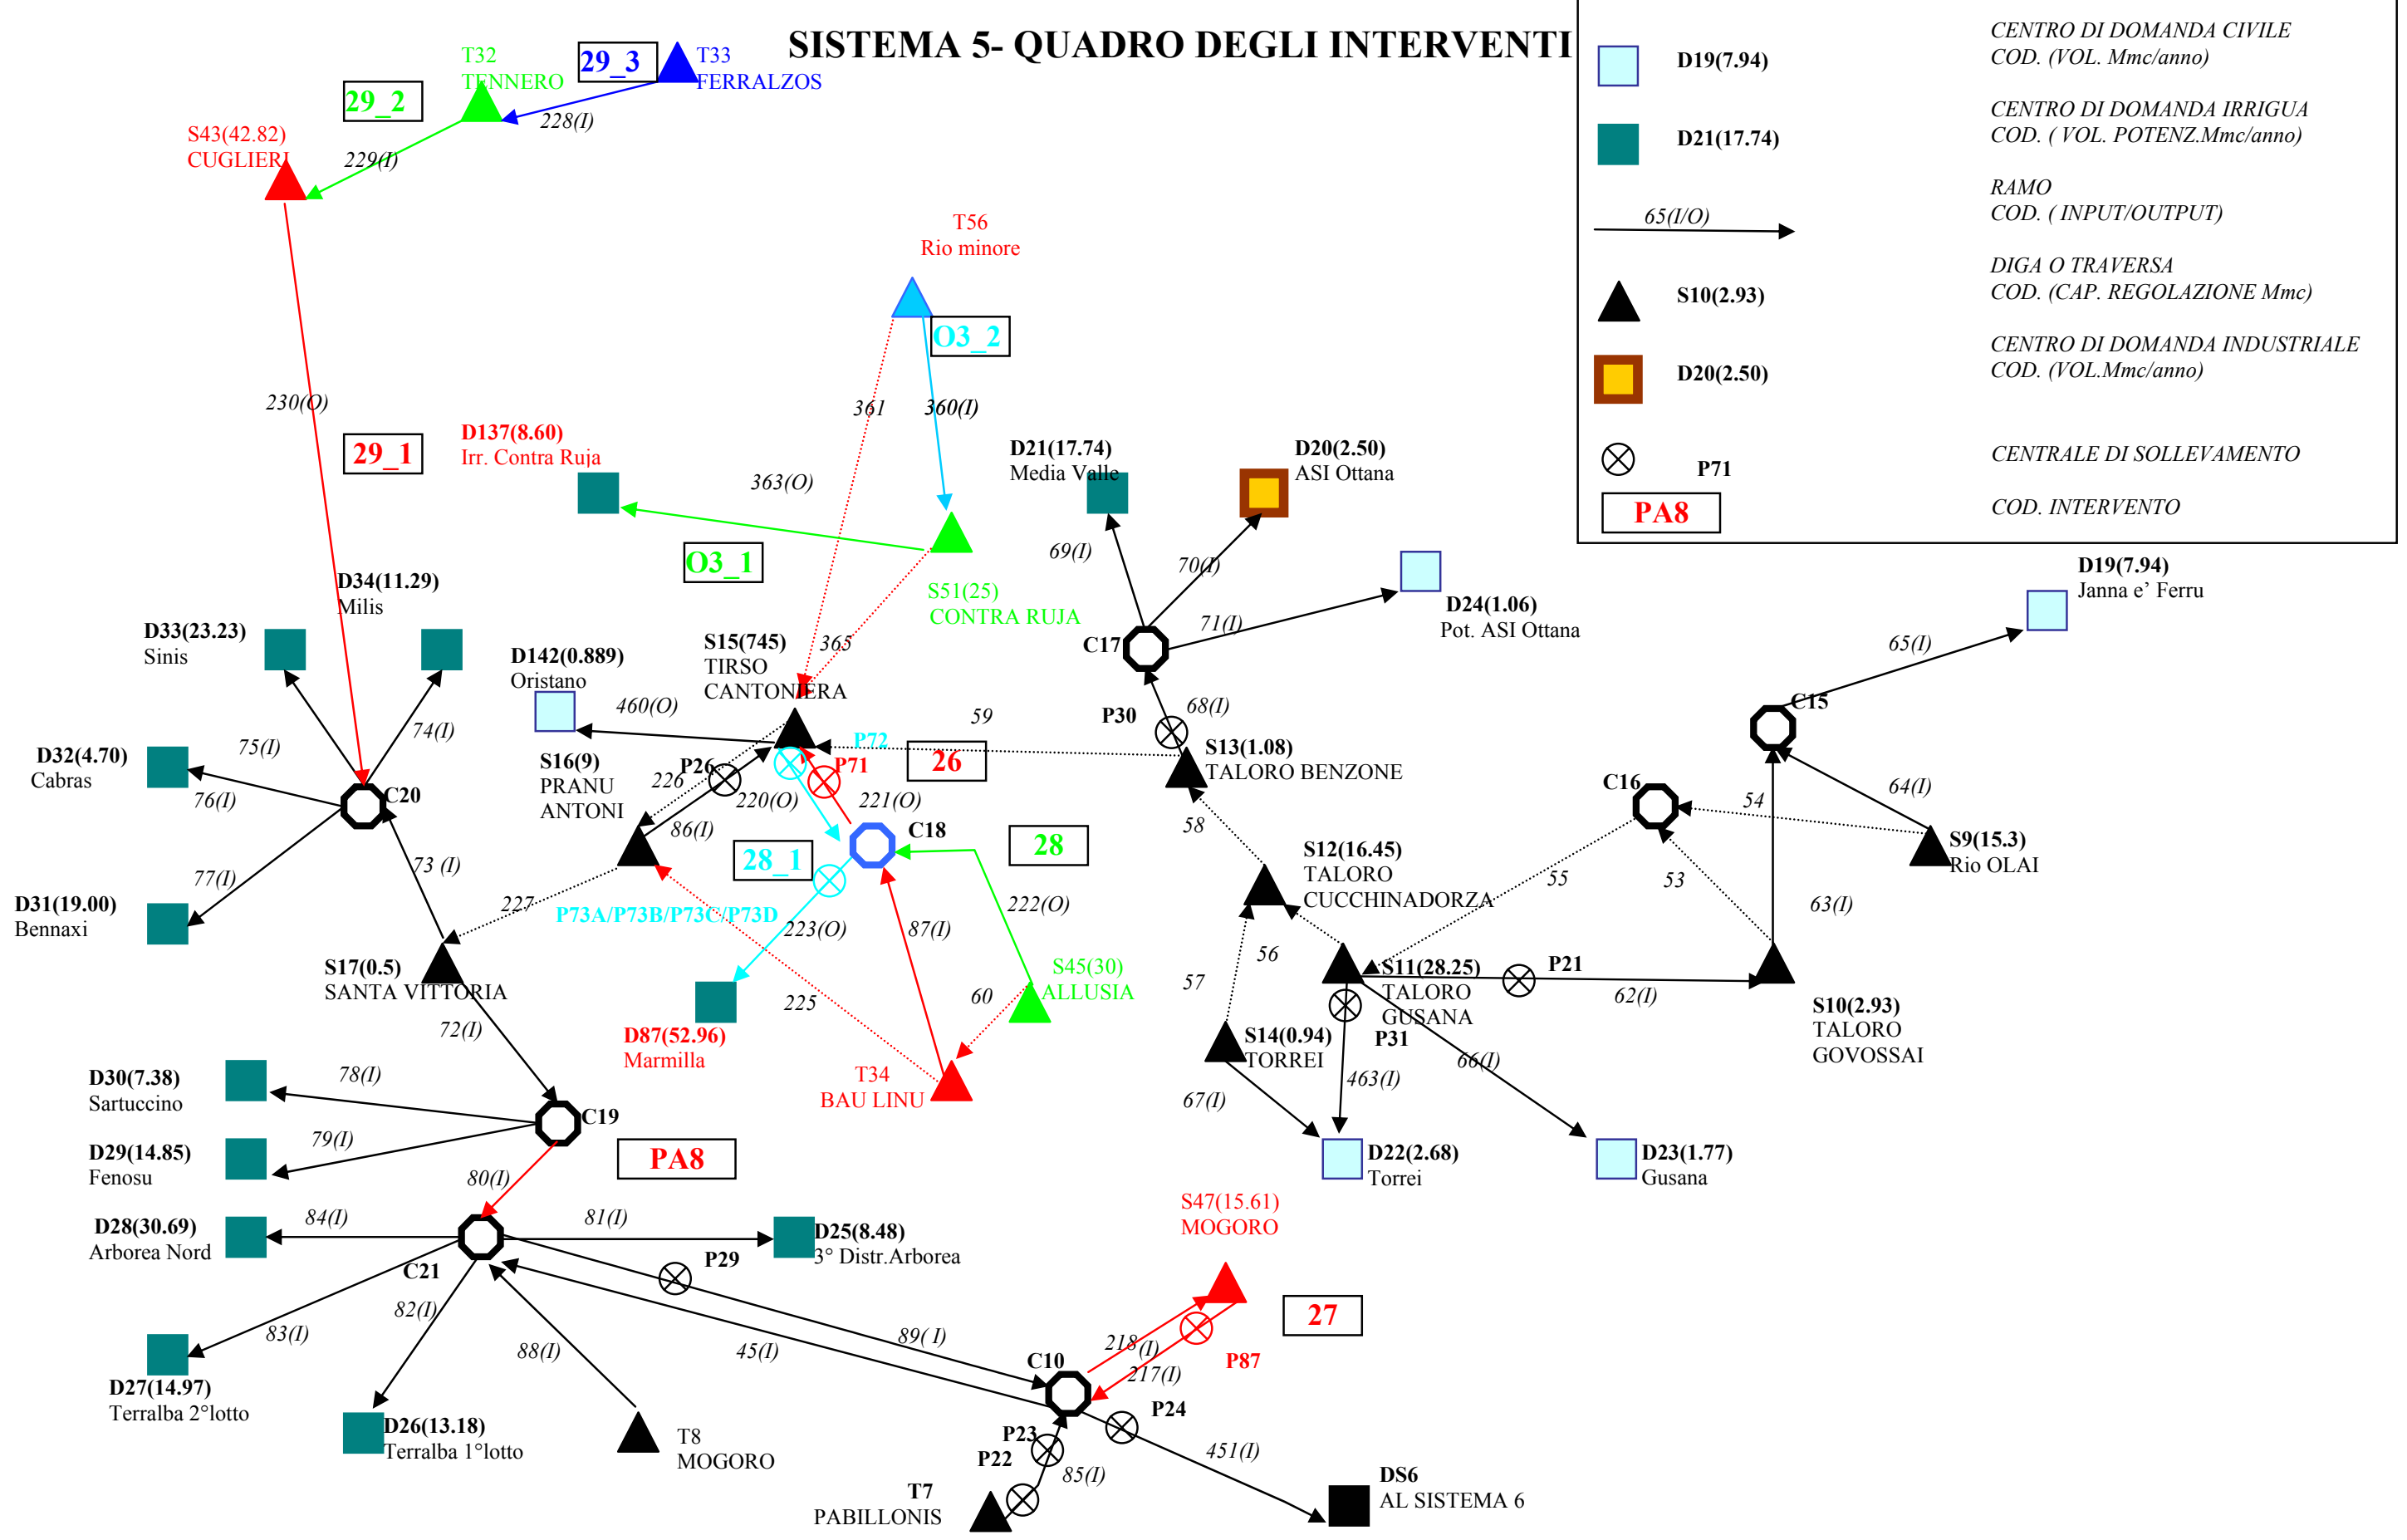 SISTEMA 5- QUADRO DEGLI INTERVENTI
D19(7.94)
CENTRO DI DOMANDA CIVILE
COD. (VOL. Mmc/anno)
D21(17.74)
CENTRO DI DOMANDA IRRIGUA
COD. ( VOL. POTENZ.Mmc/anno)
65(I/O)
RAMO
COD. ( INPUT/OUTPUT)
S10(2.93)
DIGA O TRAVERSA
COD. (CAP. REGOLAZIONE Mmc)
D20(2.50)
CENTRO DI DOMANDA INDUSTRIALE
COD. (VOL.Mmc/anno)
P71
CENTRALE DI SOLLEVAMENTO
PA8
COD. INTERVENTO
T32
TENNERO
29_3
T33
FERRALZOS
29_2
228(I)
S43(42.82)
CUGLIERI
229(I)
T56
Rio minore
O3_2
230(O)
361
360(I)
29_1
D137(8.60)
Irr. Contra Ruja
363(O)
O3_1
S51(25)
CONTRA RUJA
365
D21(17.74)
Media Valle
D20(2.50)
ASI Ottana
69(I)
70(I)
71(I)
D24(1.06)
Pot. ASI Ottana
C17
68(I)
P30
D19(7.94)
Janna e’ Ferru
65(I)
C15
D34(11.29)
Milis
D33(23.23)
Sinis
74(I)
75(I)
D32(4.70)
Cabras
76(I)
C20
77(I)
D31(19.00)
Bennaxi
73 (I)
D142(0.889)
Oristano
460(O)
S15(745)
TIRSO
CANTONIERA
59
S16(9)
PRANU
ANTONI
226
P26
P72
P71
26
220(O)
221(O)
86(I)
C18
28_1
28
227
P73A/P73B/P73C/P73D
223(O)
87(I)
222(O)
S13(1.08)
TALORO BENZONE
58
C16
54
64(I)
S9(15.3)
Rio OLAI
S12(16.45)
TALORO
CUCCHINADORZA
55
53
63(I)
S17(0.5)
SANTA VITTORIA
225
60
S45(30)
ALLUSIA
D87(52.96)
Marmilla
T34
BAU LINU
57
56
S11(28.25)
TALORO
GUSANA
P21
62(I)
S10(2.93)
TALORO
GOVOSSAI
S14(0.94)
TORREI
P31
66(I)
463(I)
67(I)
D22(2.68)
Torrei
D23(1.77)
Gusana
72(I)
D30(7.38)
Sartuccino
78(I)
C19
79(I)
D29(14.85)
Fenosu
PA8
80(I)
D28(30.69)
Arborea Nord
84(I)
81(I)
D25(8.48)
3° Distr.Arborea
C21
P29
82(I)
83(I)
88(I)
D27(14.97)
Terralba 2°lotto
D26(13.18)
Terralba 1°lotto
T8
MOGORO
45(I)
89( I)
S47(15.61)
MOGORO
27
218(I)
217(I)
P87
C10
P24
P23
P22
85(I)
451(I)
T7
PABILLONIS
DS6
AL SISTEMA 6